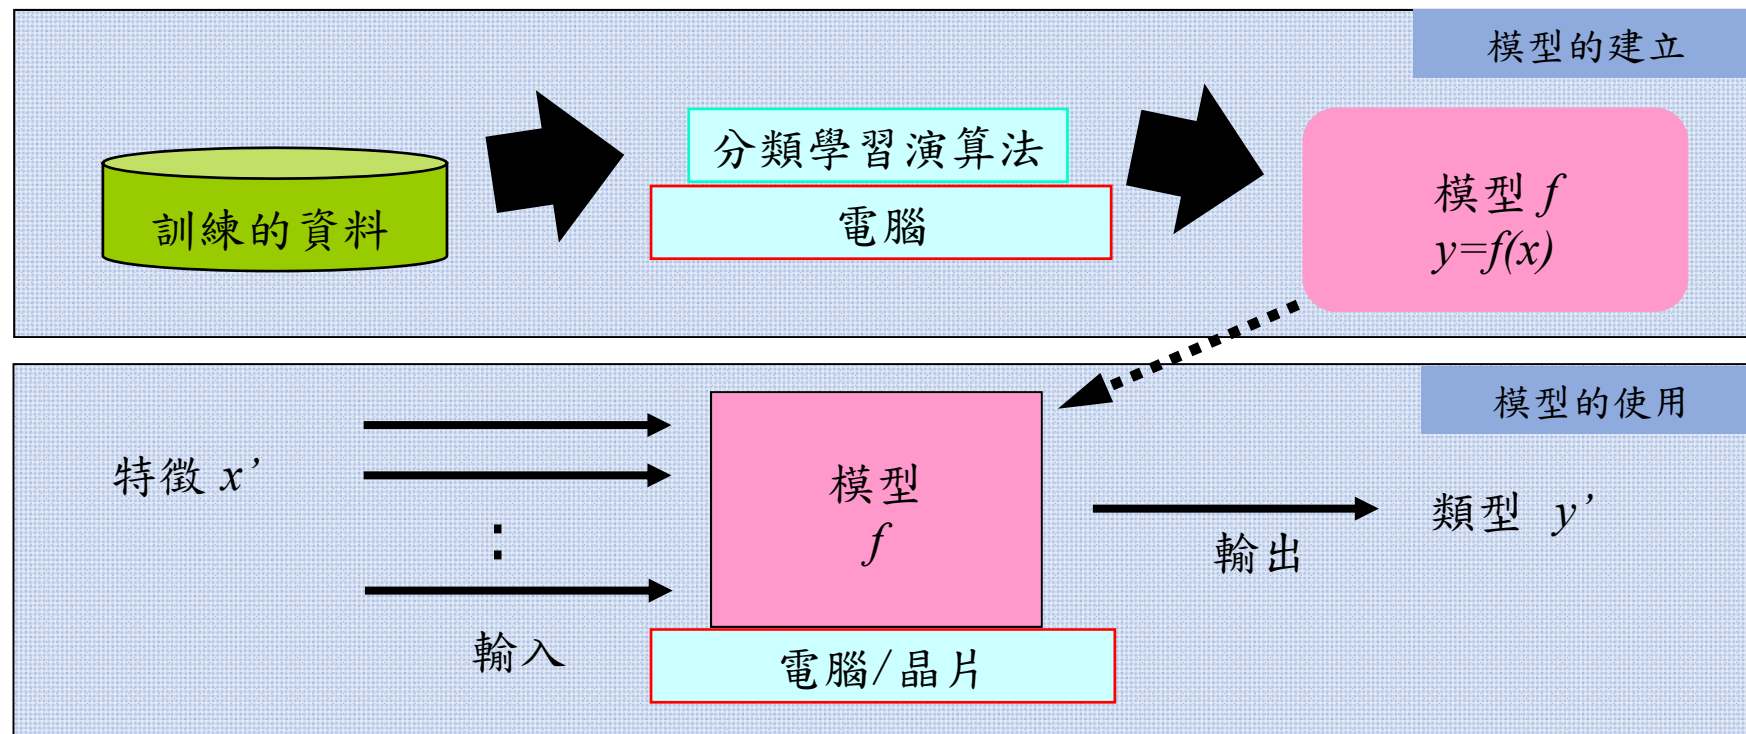 模型的建立
訓練的資料
分類學習演算法
電腦
模型 f
y=f(x)
模型的使用
特徵 x’
:
輸入
模型
f
電腦/晶片
輸出
類型 y’